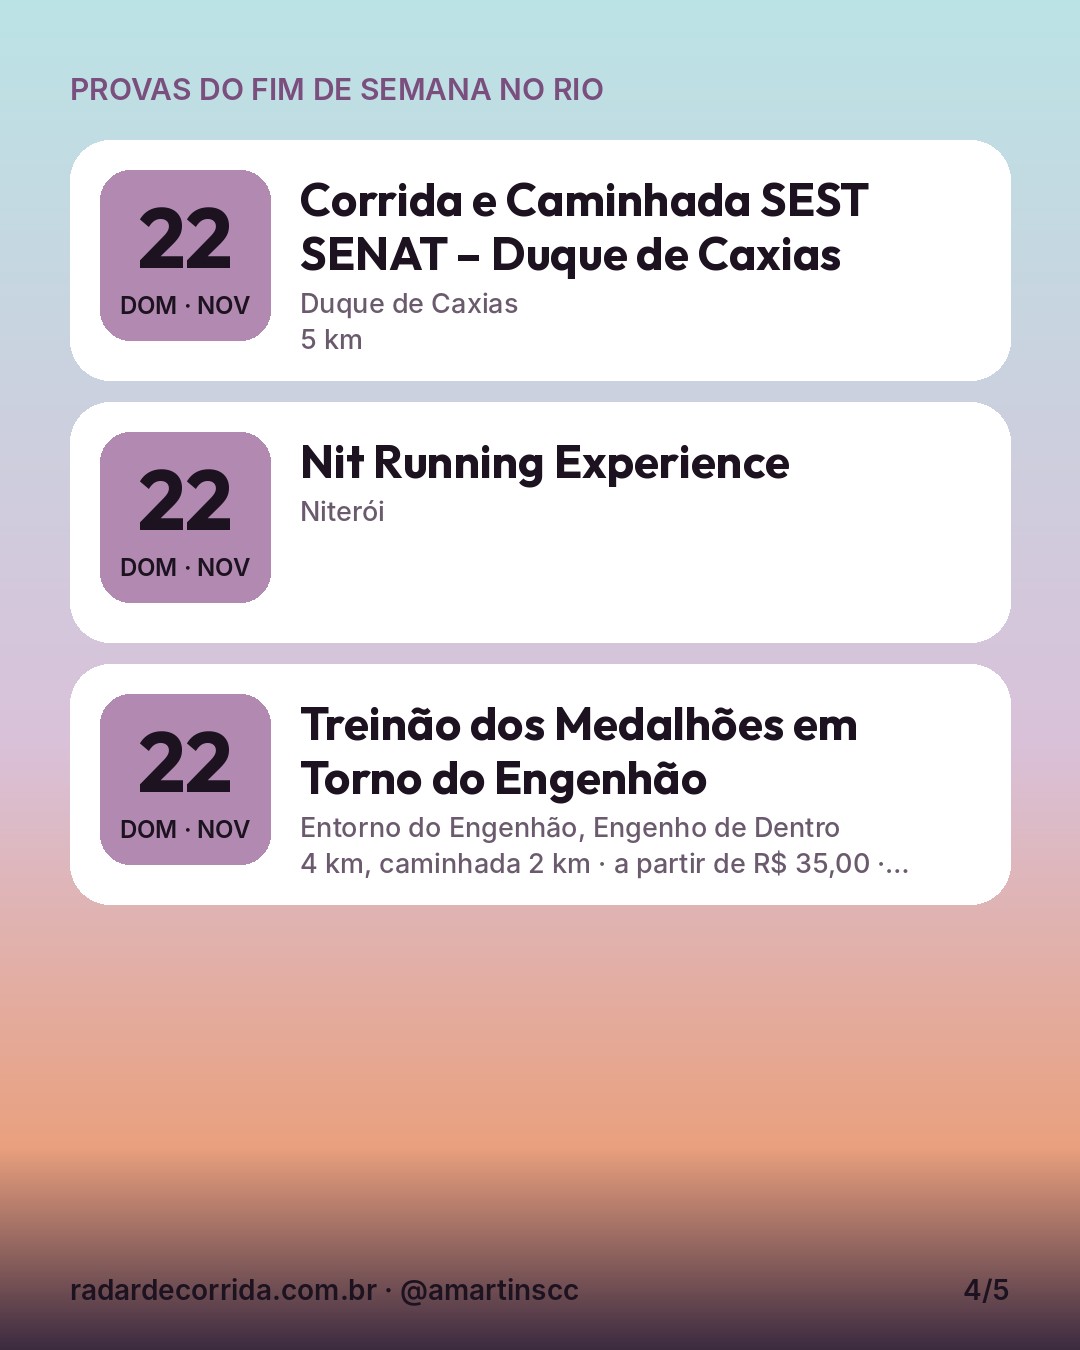 PROVAS DO FIM DE SEMANA NO RIO
22
DOM · NOV
Corrida e Caminhada SEST
SENAT – Duque de Caxias
Duque de Caxias
5 km
22
DOM · NOV
Nit Running Experience
Niterói
22
DOM · NOV
Treinão dos Medalhões em
Torno do Engenhão
Entorno do Engenhão, Engenho de Dentro
4 km, caminhada 2 km · a partir de R$ 35,00 ·...
radardecorrida.com.br · @amartinscc
4/5